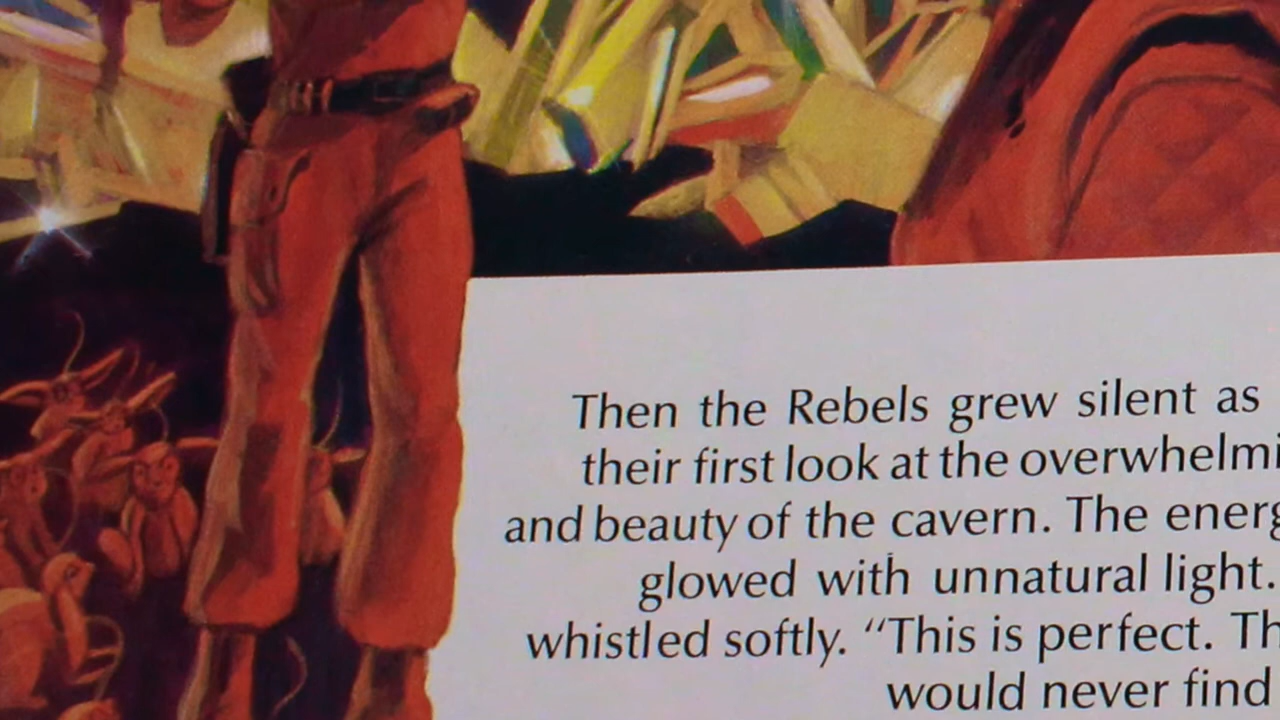 Then the Rebels grew silent as
their first look at the overwhelmi
and beauty of the cavern. The energ
glowed with unnatural light.
whistled softly. “This is perfect. Th
would never find